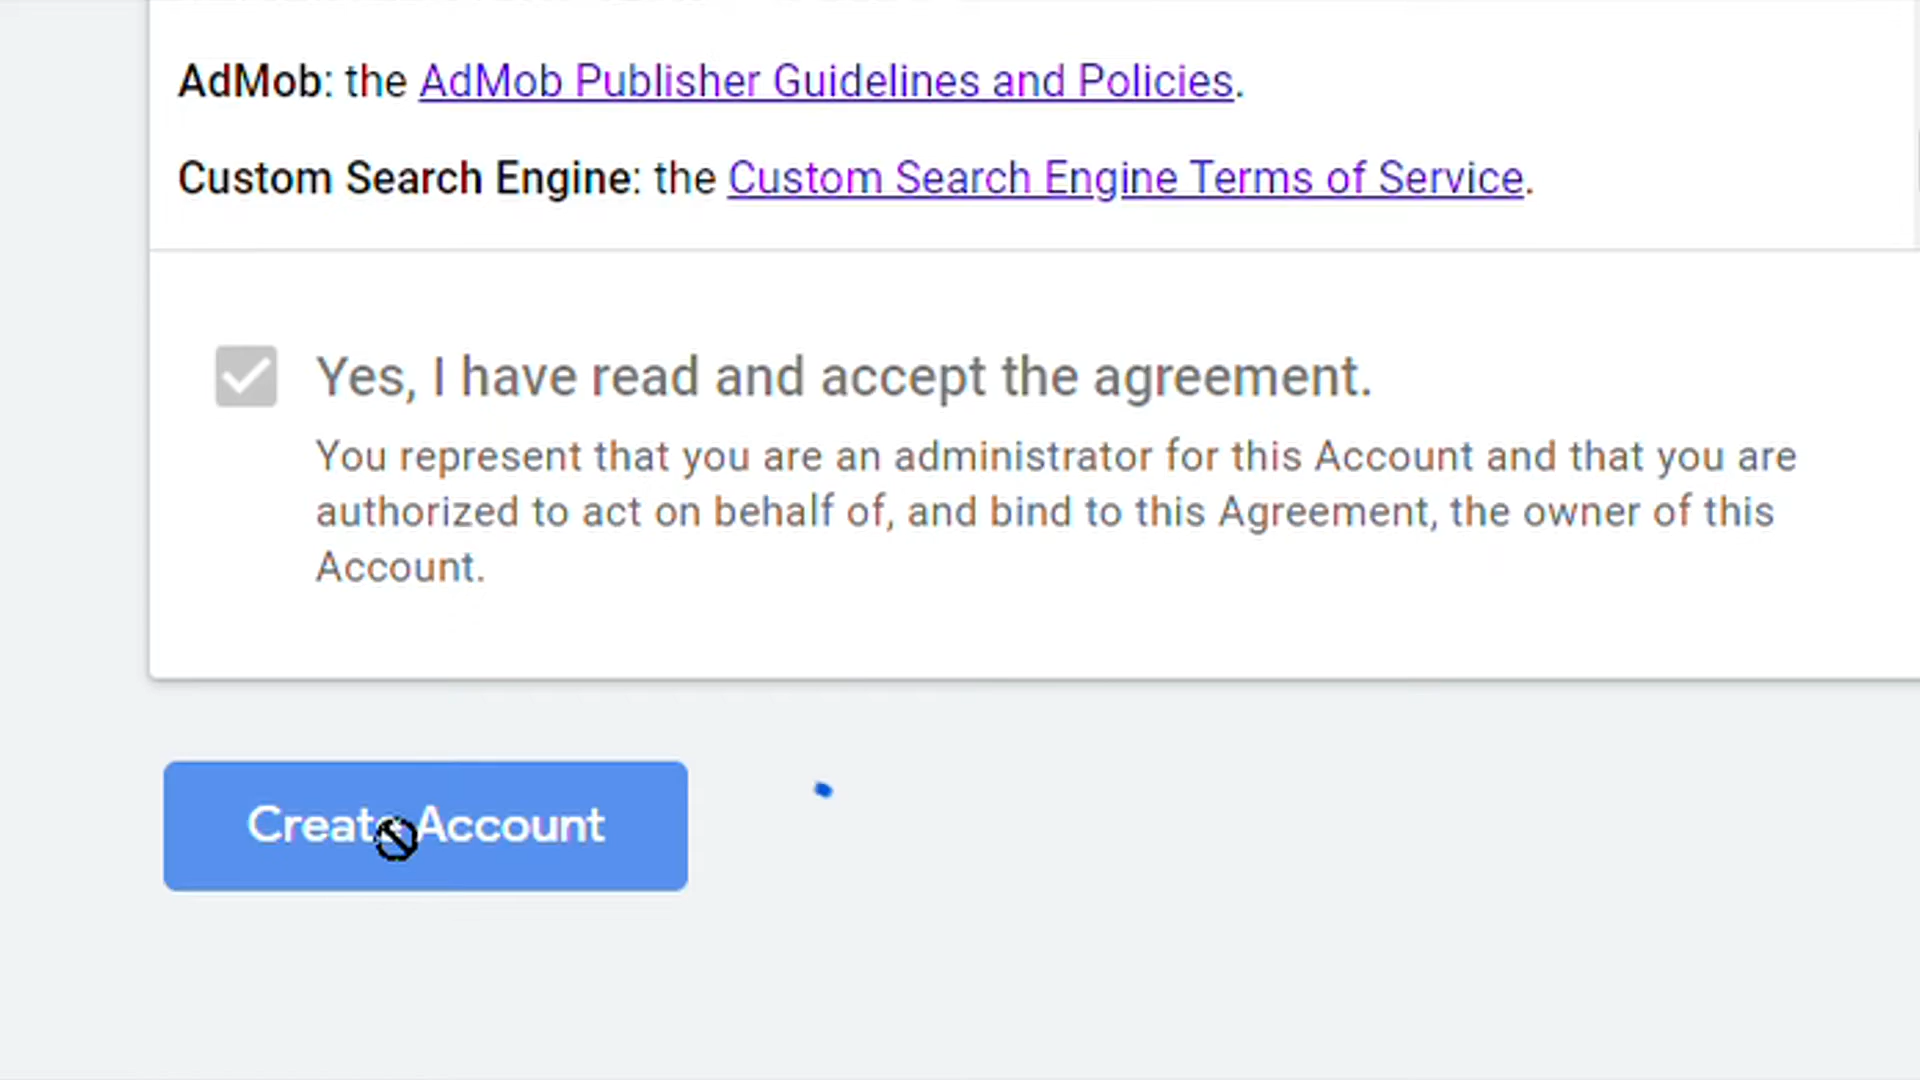 AdMob: the AdMob Publisher Guidelines and Policies.
Custom Search Engine: the Custom Search Engine Terms of Service.
Yes, I have read and accept the agreement.
You represent that you are an administrator for this Account and that you are
authorized to act on behalf of, and bind to this Agreement, the owner of this
Account.
Create Account